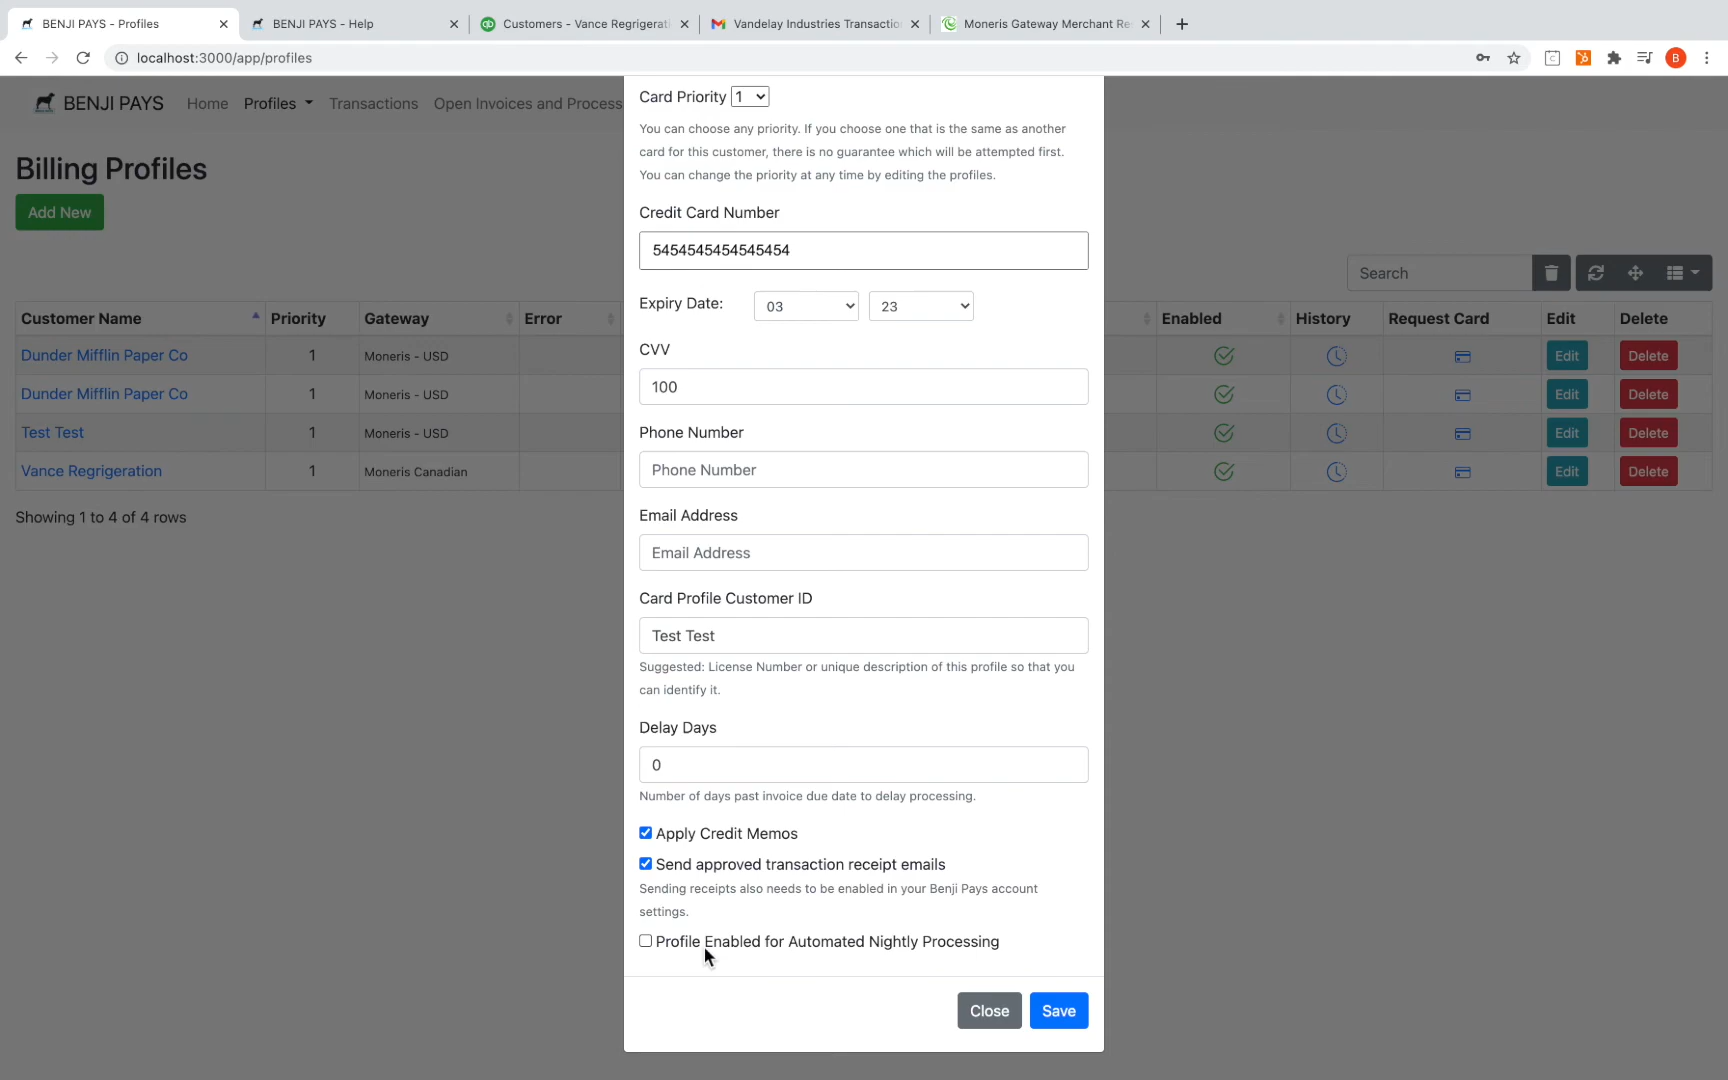 BENJI PAYS - Profiles
BENJI PAYS - Help
Customers - Vance Regrigerati
Vandelay Industries Transaction
Moneris Gateway Merchant Re
localhost:3000/app/profiles
B
BENJI PAYS
Home
Profiles
Transactions
Open Invoices and Process
Billing Profiles
Add New
Search
Customer Name
Priority
Gateway
Error
Enabled
History
Request Card
Edit
Delete
Dunder Mifflin Paper Co
1
Moneris - USD
Edit
Delete
Dunder Mifflin Paper Co
1
Moneris - USD
Edit
Delete
Test Test
1
Moneris - USD
Edit
Delete
Vance Regrigeration
1
Moneris Canadian
Edit
Delete
Showing 1 to 4 of 4 rows
Card Priority 1
You can choose any priority. If you choose one that is the same as another
card for this customer, there is no guarantee which will be attempted first.
You can change the priority at any time by editing the profiles.
Credit Card Number
5454545454545454
Expiry Date: 03 23
CVV
100
Phone Number
Phone Number
Email Address
Email Address
Card Profile Customer ID
Test Test
Suggested: License Number or unique description of this profile so that you
can identify it.
Delay Days
0
Number of days past invoice due date to delay processing.
Apply Credit Memos
Send approved transaction receipt emails
Sending receipts also needs to be enabled in your Benji Pays account
settings.
Profile Enabled for Automated Nightly Processing
Close
Save